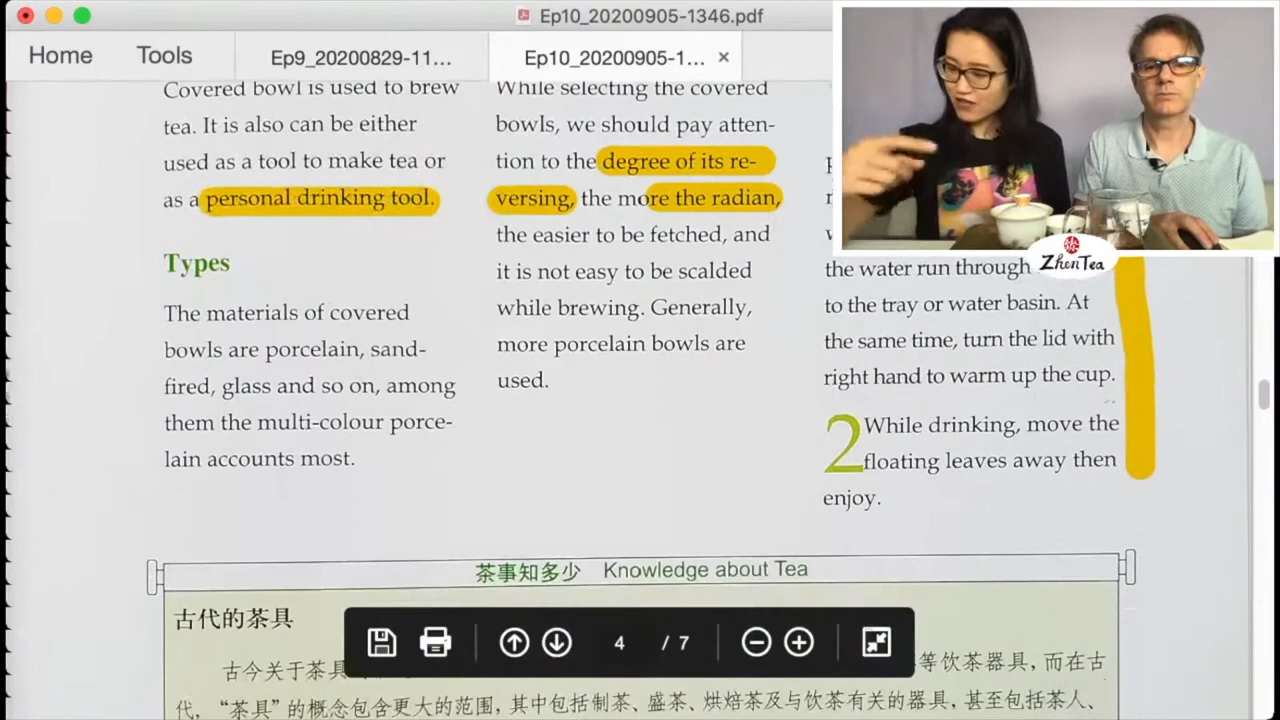 Ep10_20200905-1346.pdf
Home
Tools
Ep9_20200829-11...
Ep10_20200905-1...
Covered bowl is used to brew
tea. It is also can be either
used as a tool to make tea or
as a personal drinking tool.
Types
The materials of covered
bowls are porcelain, sand-
fired, glass and so on, among
them the multi-colour porce-
lain accounts most.
While selecting the covered
bowls, we should pay atten-
tion to the degree of its re-
versing, the more the radian,
the easier to be fetched, and
it is not easy to be scalded
while brewing. Generally,
more porcelain bowls are
used.
Zhen Tea
the water run through
to the tray or water basin. At
the same time, turn the lid with
right hand to warm up the cup.
2 While drinking, move the
floating leaves away then
enjoy.
茶事知多少 Knowledge about Tea
古代的茶具
古今关于茶具
等饮茶器具，而在古
代，“茶具”的概念包含更大的范围，其中包括制茶、盛茶、烘焙茶及与饮茶有关的器具，甚至包括茶人、
4 / 7